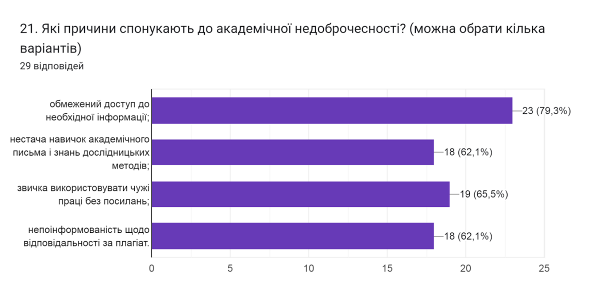 21. Які причини спонукають до академічної недоброчесності? (можна обрати кілька
варіантів)
29 відповідей
обмежений доступ до
необхідної інформації;
23 (79,3%)
нестача навичок академічного
письма і знань дослідницьких
методів;
18 (62,1%)
звичка використовувати чужі
праці без посилань;
19 (65,5%)
непоінформованість щодо
відповідальності за плагіат.
18 (62,1%)
0 5 10 15 20 25